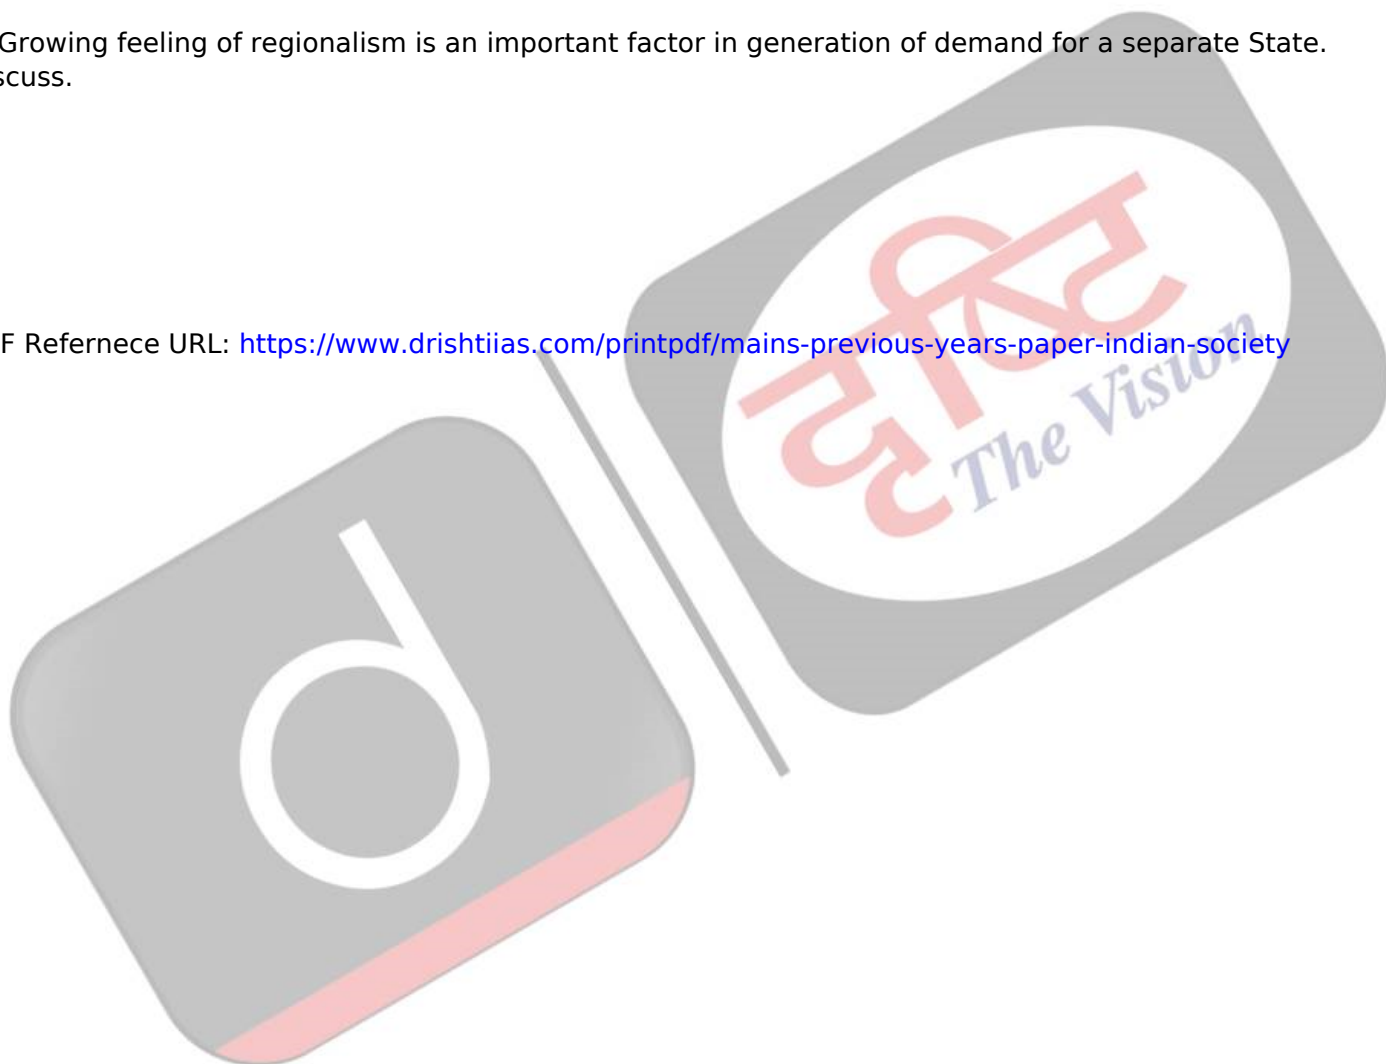 Growing feeling of regionalism is an important factor in generation of demand for a separate State.
scuss.
F Refernece URL: https://www.drishtiias.com/printpdf/mains-previous-years-paper-indian-society
दृष्टि
The Vision